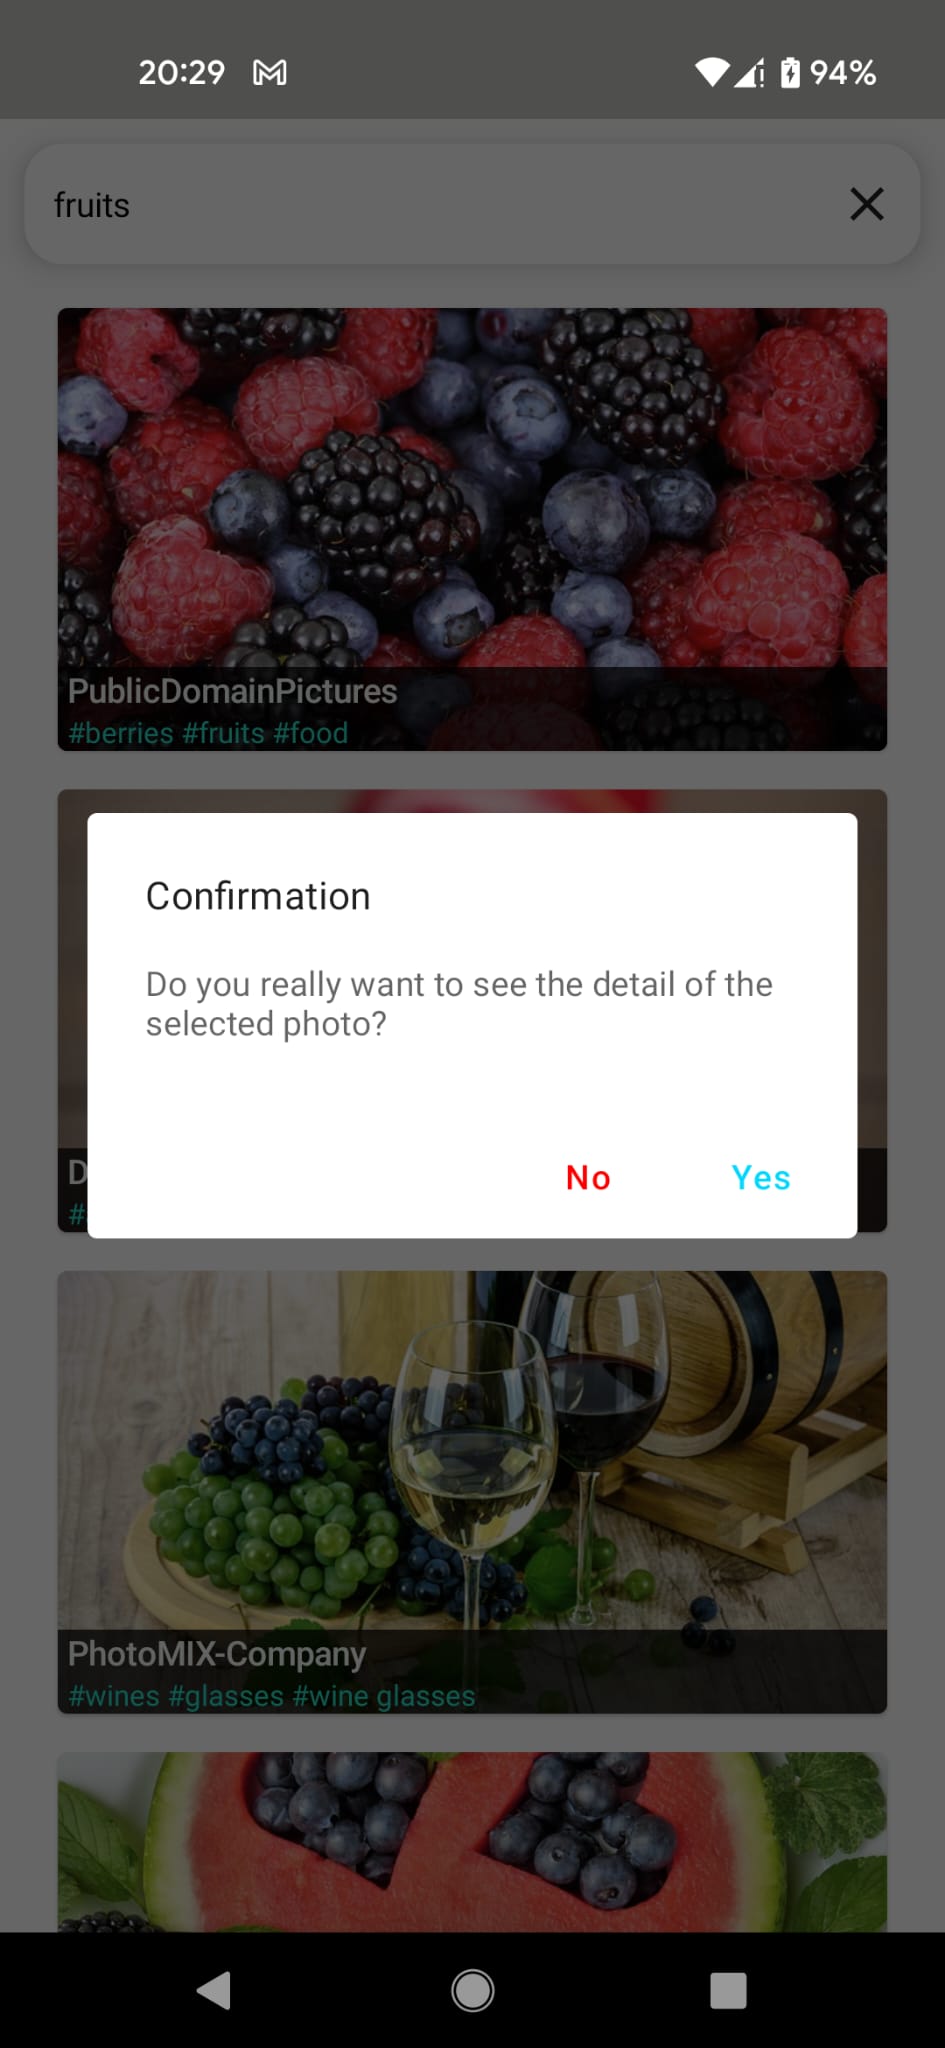 20:29
94%
fruits
PublicDomainPictures
#berries #fruits #food
Confirmation
Do you really want to see the detail of the
selected photo?
D
#
No
Yes
PhotoMIX-Company
#wines #glasses #wine glasses